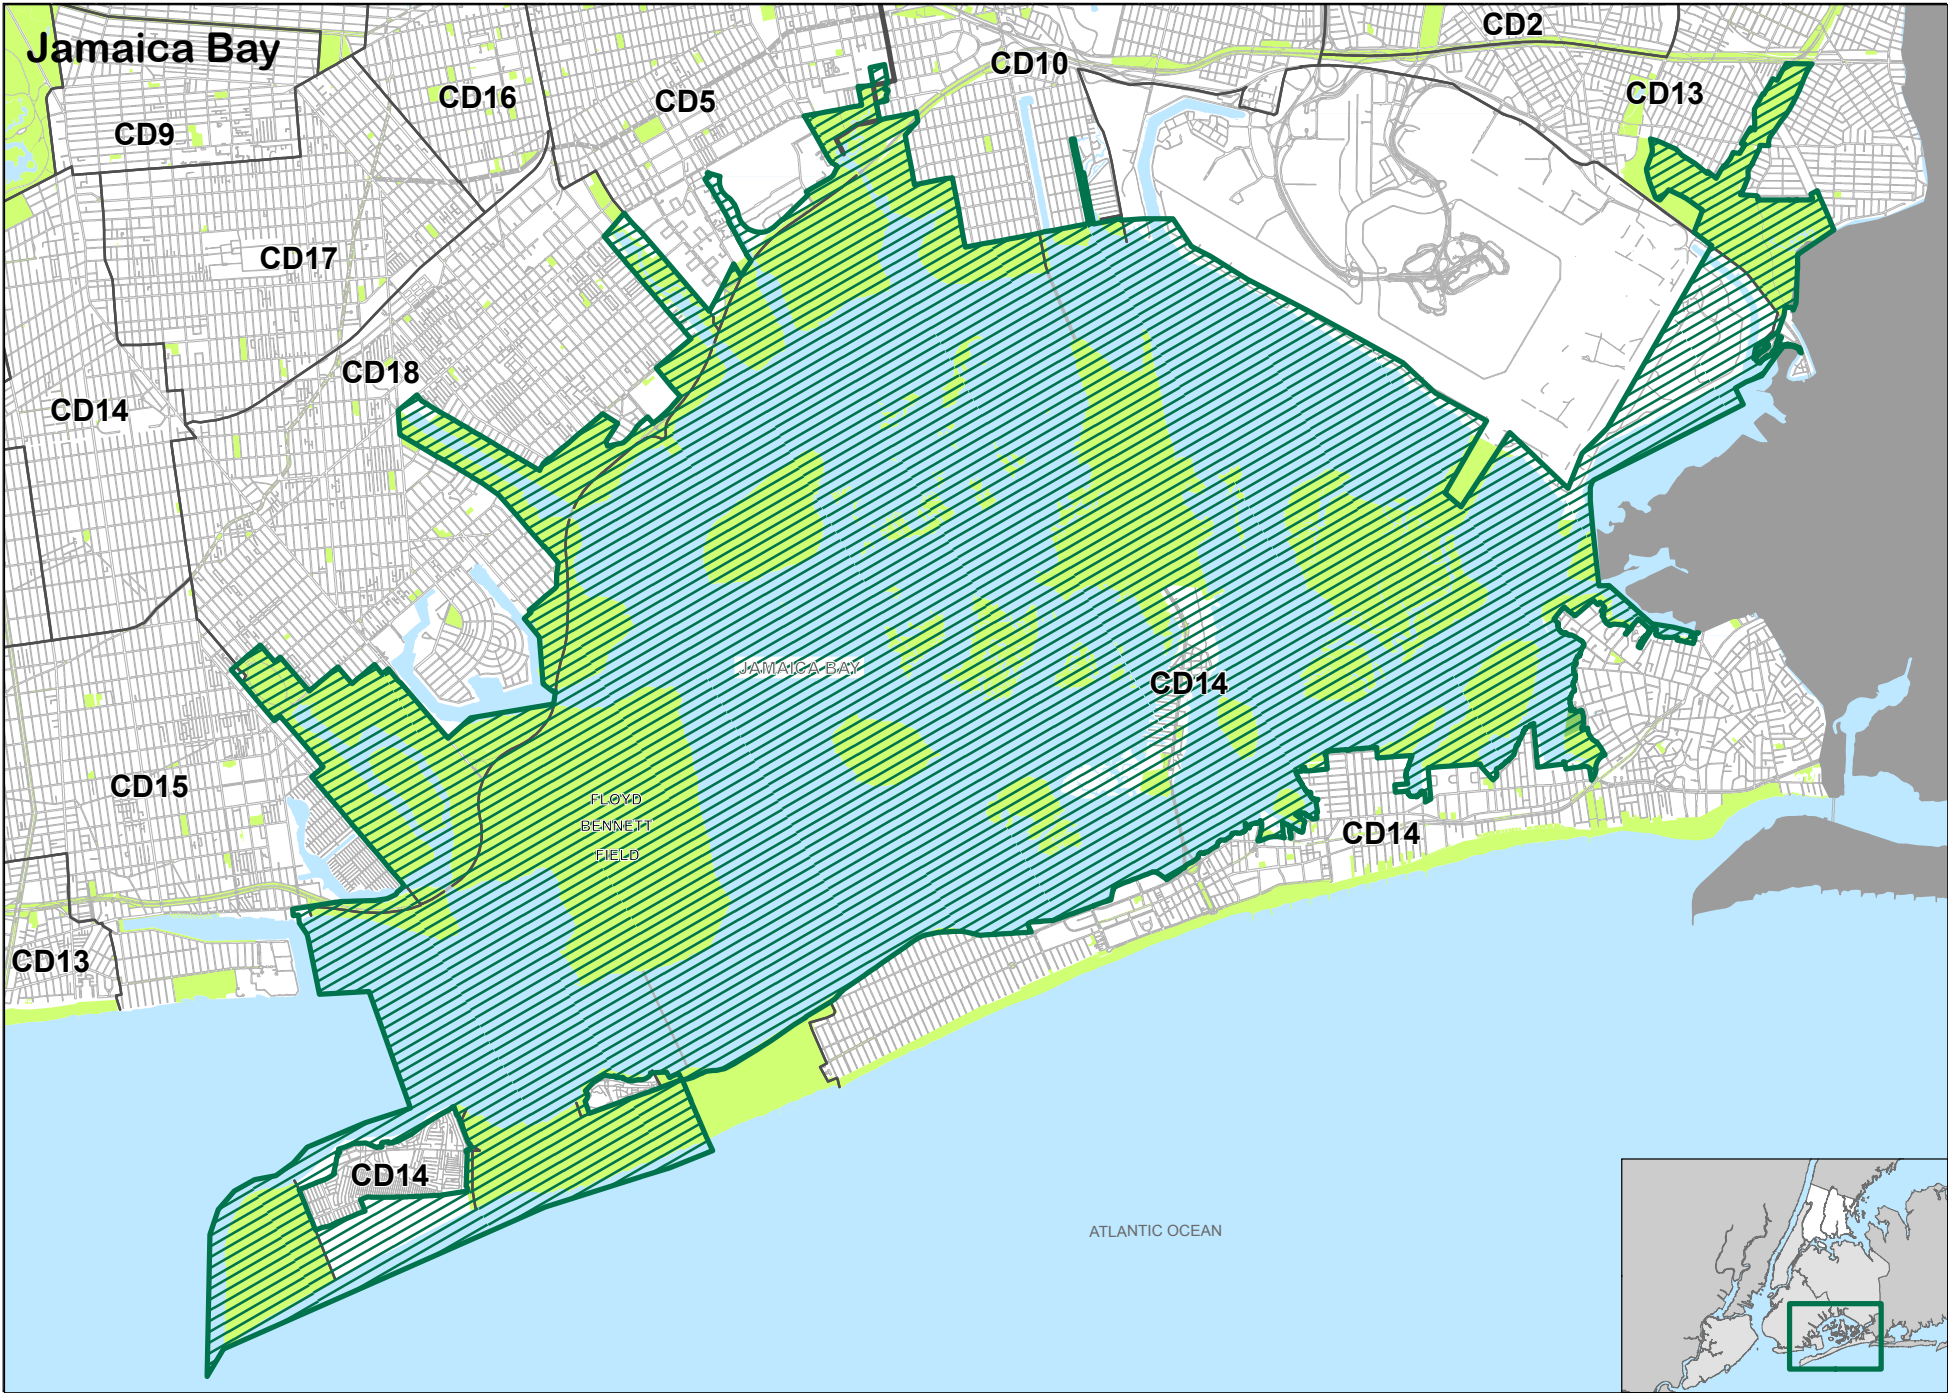 Jamaica Bay
CD2
CD10
CD16
CD5
CD13
CD9
CD17
CD18
CD14
JAMAICA BAY
CD14
CD15
FLOYD
BENNETT
FIELD
CD14
CD13
CD14
ATLANTIC OCEAN